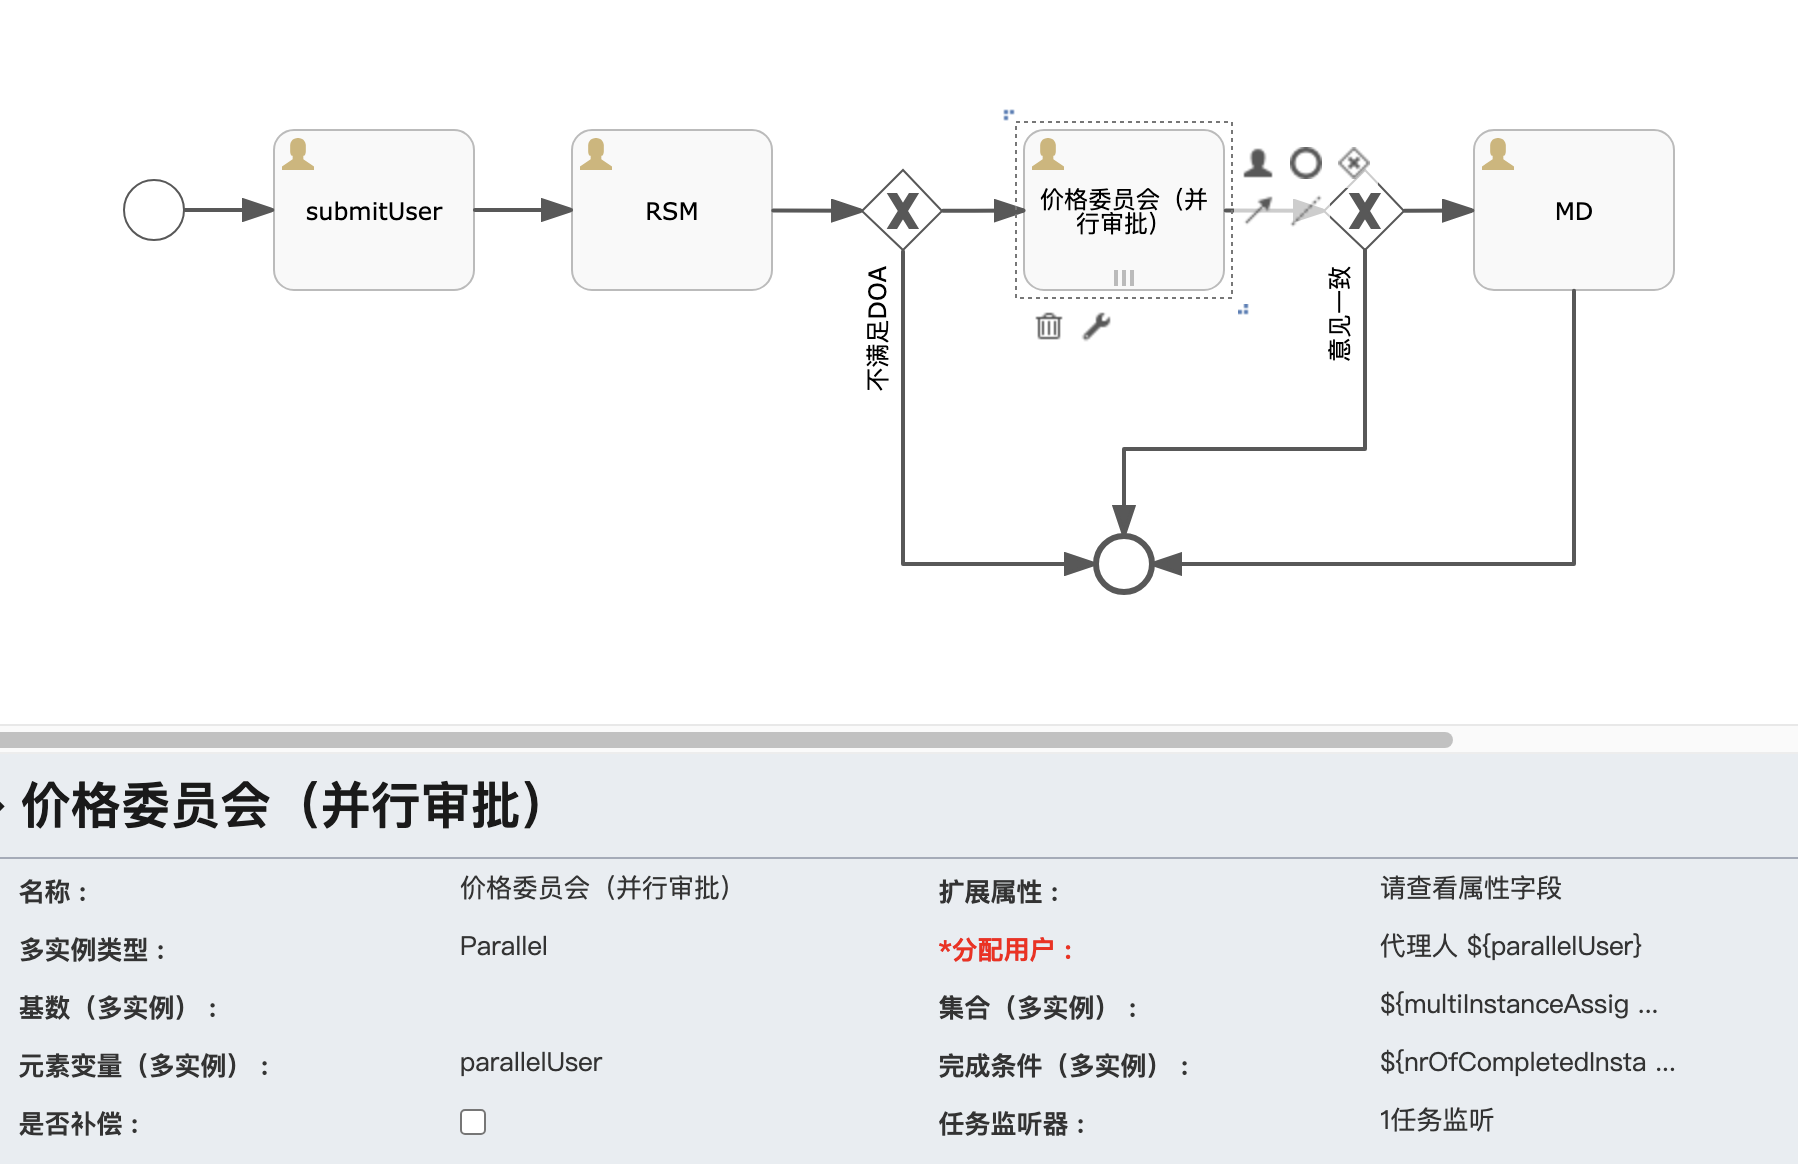 submitUser
RSM
价格委员会（并
行审批）
MD
不满足DOA
意见一致
价格委员会（并行审批）
名称：
价格委员会（并行审批）
扩展属性：
请查看属性字段
多实例类型：
Parallel
*分配用户：
代理人 ${parallelUser}
基数（多实例）：
集合（多实例）：
${multiInstanceAssig ...
元素变量（多实例）：
parallelUser
完成条件（多实例）：
${nrOfCompletedInsta ...
是否补偿：
任务监听器：
1任务监听